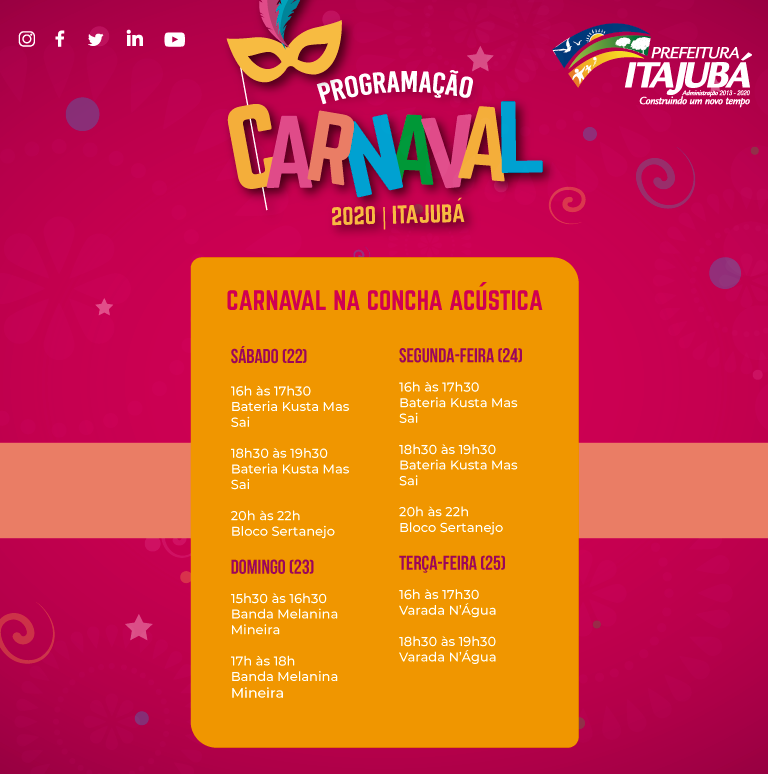 PROGRAMAÇÃO
CARNAVAL
2020 | ITAJUBÁ
PREFEITURA
ITAJUBÁ
Administração 2013 - 2020
Construindo um novo tempo
CARNAVAL NA CONCHA ACÚSTICA
SÁBADO (22)
16h às 17h30
Bateria Kusta Mas
Sai
18h30 às 19h30
Bateria Kusta Mas
Sai
20h às 22h
Bloco Sertanejo
DOMINGO (23)
15h30 às 16h30
Banda Melanina
Mineira
17h às 18h
Banda Melanina
Mineira
SEGUNDA-FEIRA (24)
16h às 17h30
Bateria Kusta Mas
Sai
18h30 às 19h30
Bateria Kusta Mas
Sai
20h às 22h
Bloco Sertanejo
TERÇA-FEIRA (25)
16h às 17h30
Varada N'Água
18h30 às 19h30
Varada N'Água